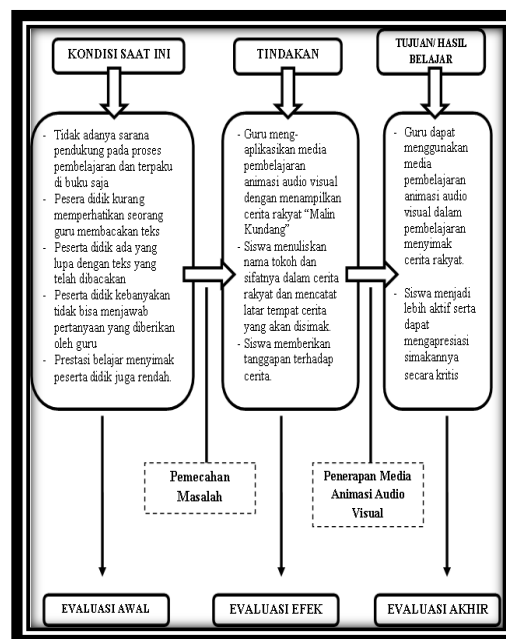 KONDISI SAAT INI
TINDAKAN
TUJUAN/ HASIL
BELAJAR
- Tidak adanya sarana
pendukung pada proses
pembelajaran dan terpaku
di buku saja
- Pesera didik kurang
memperhatikan seorang
guru membacakan teks
- Peserta didik ada yang
lupa dengan teks yang
telah dibacakan
- Peserta didik kebanyakan
tidak bisa menjawab
pertanyaan yang diberikan
oleh guru
- Prestasi belajar menyimak
peserta didik juga rendah.
- Guru meng-
aplikasikan media
pembelajaran
animasi audio visual
dengan menampilkan
cerita rakyat “Malin
Kundang”
- Siswa menuliskan
nama tokoh dan
sifatnya dalam cerita
rakyat dan mencatat
latar tempat cerita
yang akan disimak
- Siswa memberikan
tanggapan terhadap
cerita.
- Guru dapat
menggunakan
media
pembelajaran
animasi audio
visual dalam
pembelajaran
menyimak
cerita rakyat.
- Siswa menjadi
lebih aktif serta
dapat
mengapresiasi
simakannya
secara kritis
Pemecahan
Masalah
Penerapan Media
Animasi Audio
Visual
EVALUASI AWAL
EVALUASI EFEK
EVALUASI AKHIR